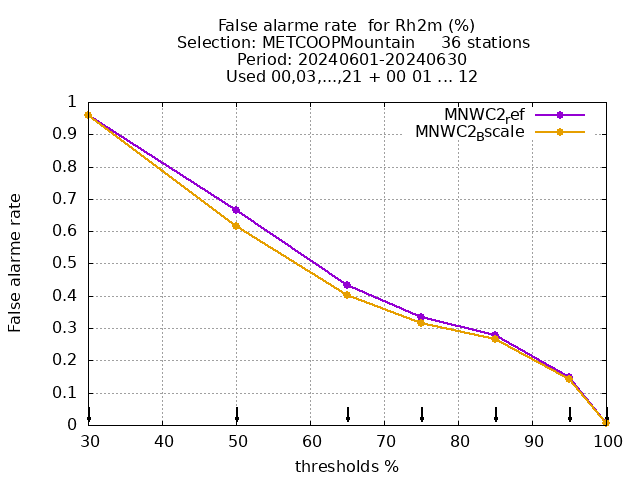 False alarme rate  for Rh2m (%)
Selection: METCOOPMountain     36 stations
Period: 20240601-20240630
Used 00,03,...,21 + 00 01 ... 12
MNWC2ref
MNWC2Bscale
1
0.9
0.8
0.7
0.6
0.5
0.4
0.3
0.2
0.1
0
False alarme rate
30 40 50 60 70 80 90 100
thresholds %